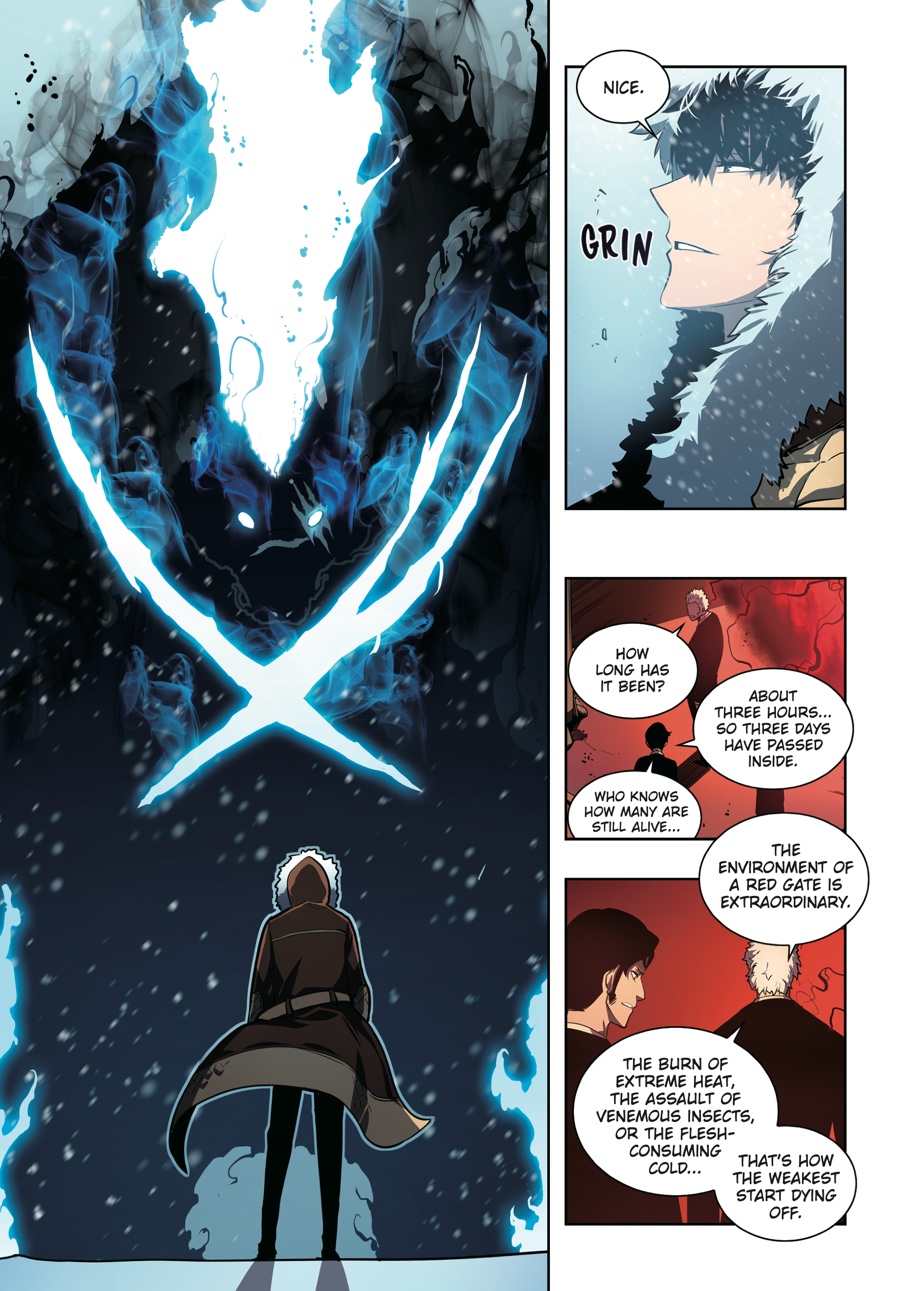 NICE.
GRIN
HOW
LONG HAS
IT BEEN?
ABOUT
THREE HOURS...
SO THREE DAYS
HAVE PASSED
INSIDE.
WHO KNOWS
HOW MANY ARE
STILL ALIVE...
THE
ENVIRONMENT OF
A RED GATE IS
EXTRAORDINARY.
THE BURN OF
EXTREME HEAT,
THE ASSAULT OF
VENEMOUS INSECTS,
OR THE FLESH-
CONSUMING
COLD...
THAT'S HOW
THE WEAKEST
START DYING
OFF.